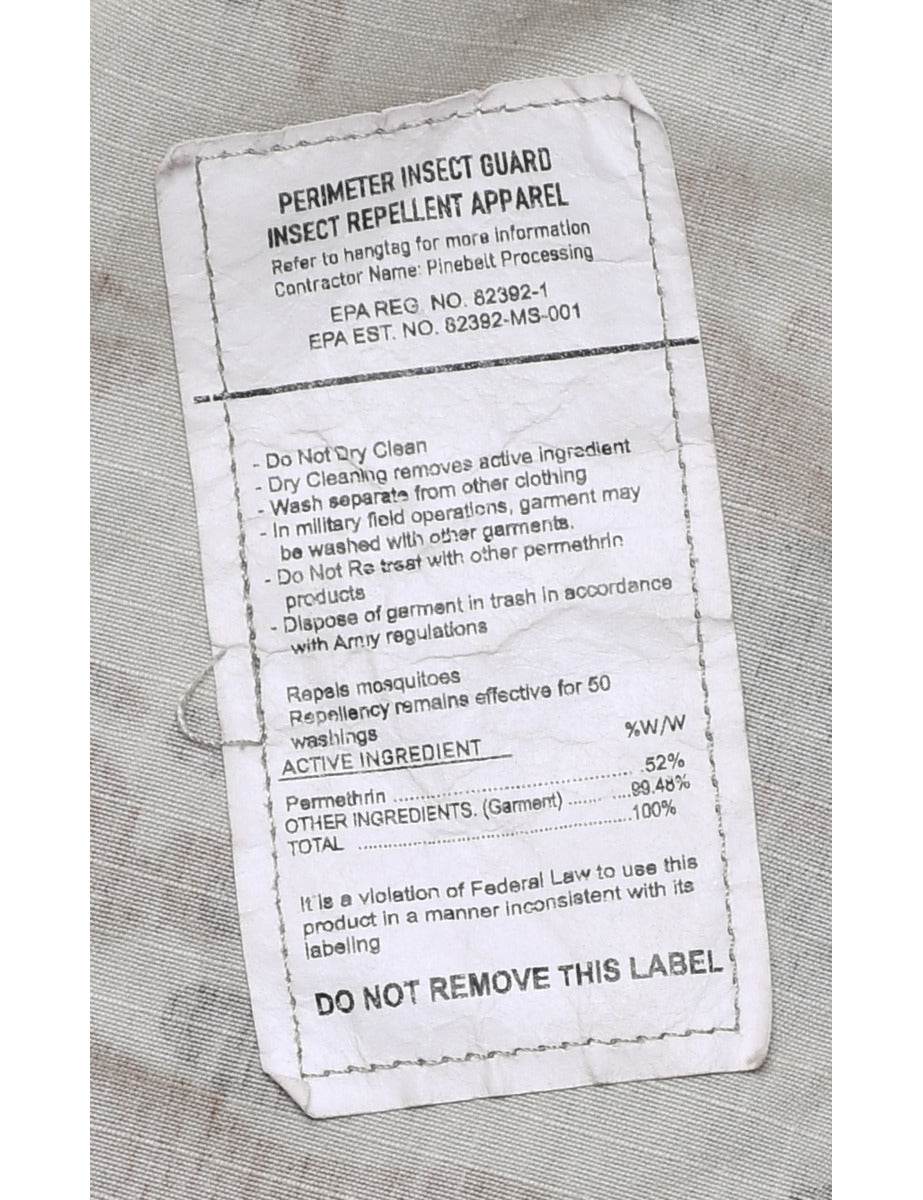 PERIMETER INSECT GUARD
INSECT REPELLENT APPAREL
Refer to hangtag for more information
Contractor Name: Pinebelt Processing
EPA REG. NO. 82392-1
EPA EST. NO. 82392-MS-001
- Do Not Dry Clean
- Dry Cleaning removes active ingredient
- Wash separate from other clothing
- In military field operations, garment may
be washed with other garments.
- Do Not Re treat with other permethrin
products
- Dispose of garment in trash in accordance
with Army regulations
Repels mosquitoes
Repellency remains effective for 50
washings
%W/W
ACTIVE INGREDIENT
Permethrin .............................................. .52%
OTHER INGREDIENTS. (Garment) ...... ...99.48%
TOTAL ....................................................100%
It is a violation of Federal Law to use this
product in a manner inconsistent with its
labeling
DO NOT REMOVE THIS LABEL